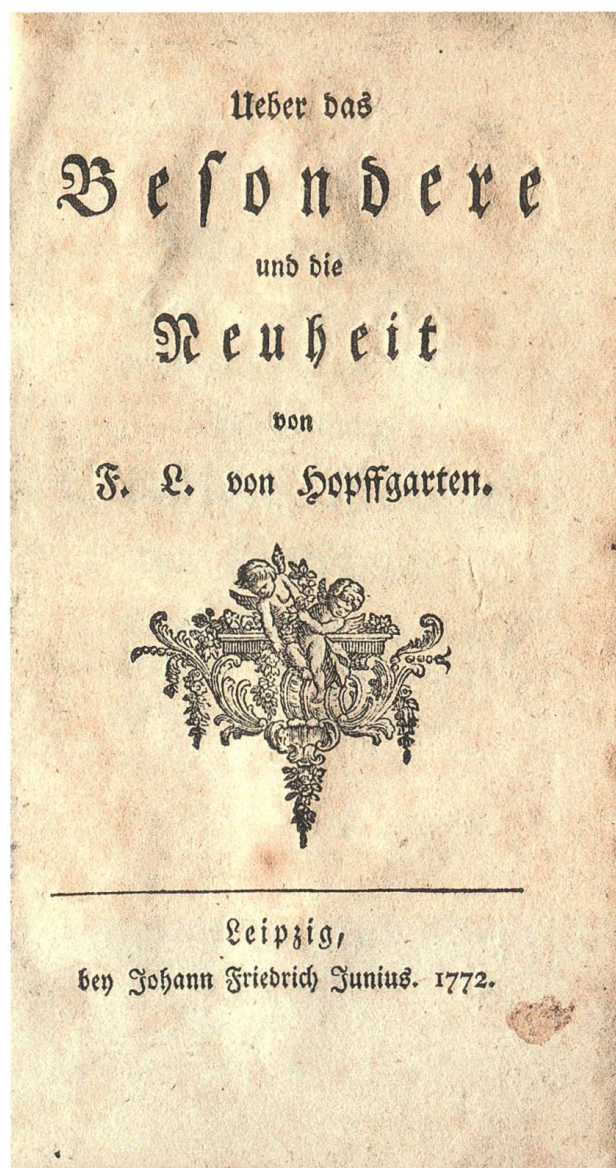 Ueber das
Beſondere
und die
Neuheit
von
F. L. von Hopffgarten.
Leipzig,
bey Johann Friedrich Junius. 1772.